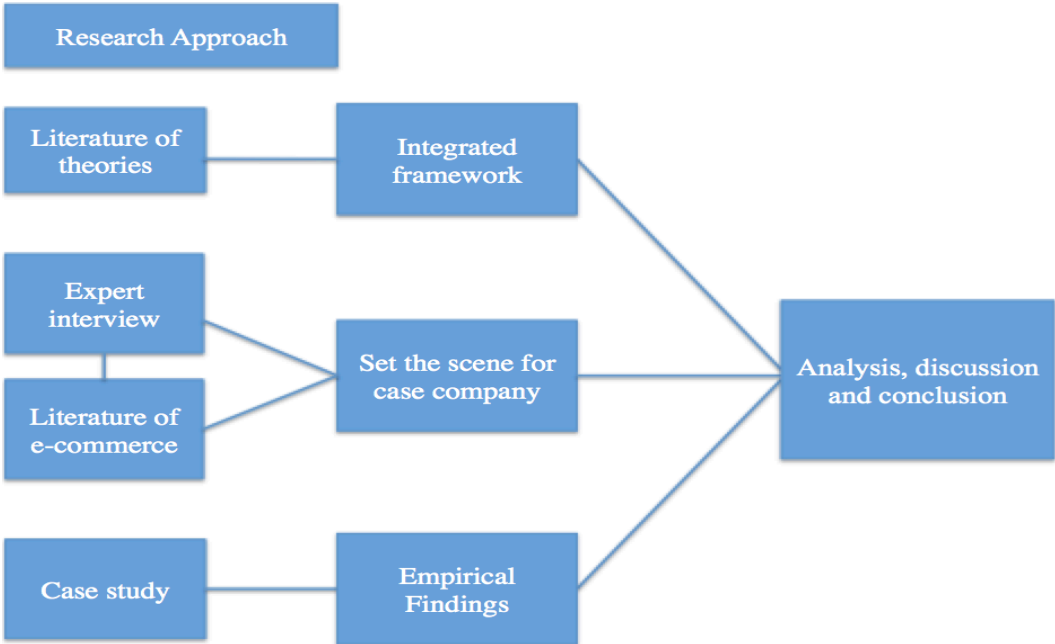 Research Approach
Literature of
theories
Integrated
framework
Expert
interview
Literature of
e-commerce
Set the scene for
case company
Analysis, discussion
and conclusion
Case study
Empirical
Findings